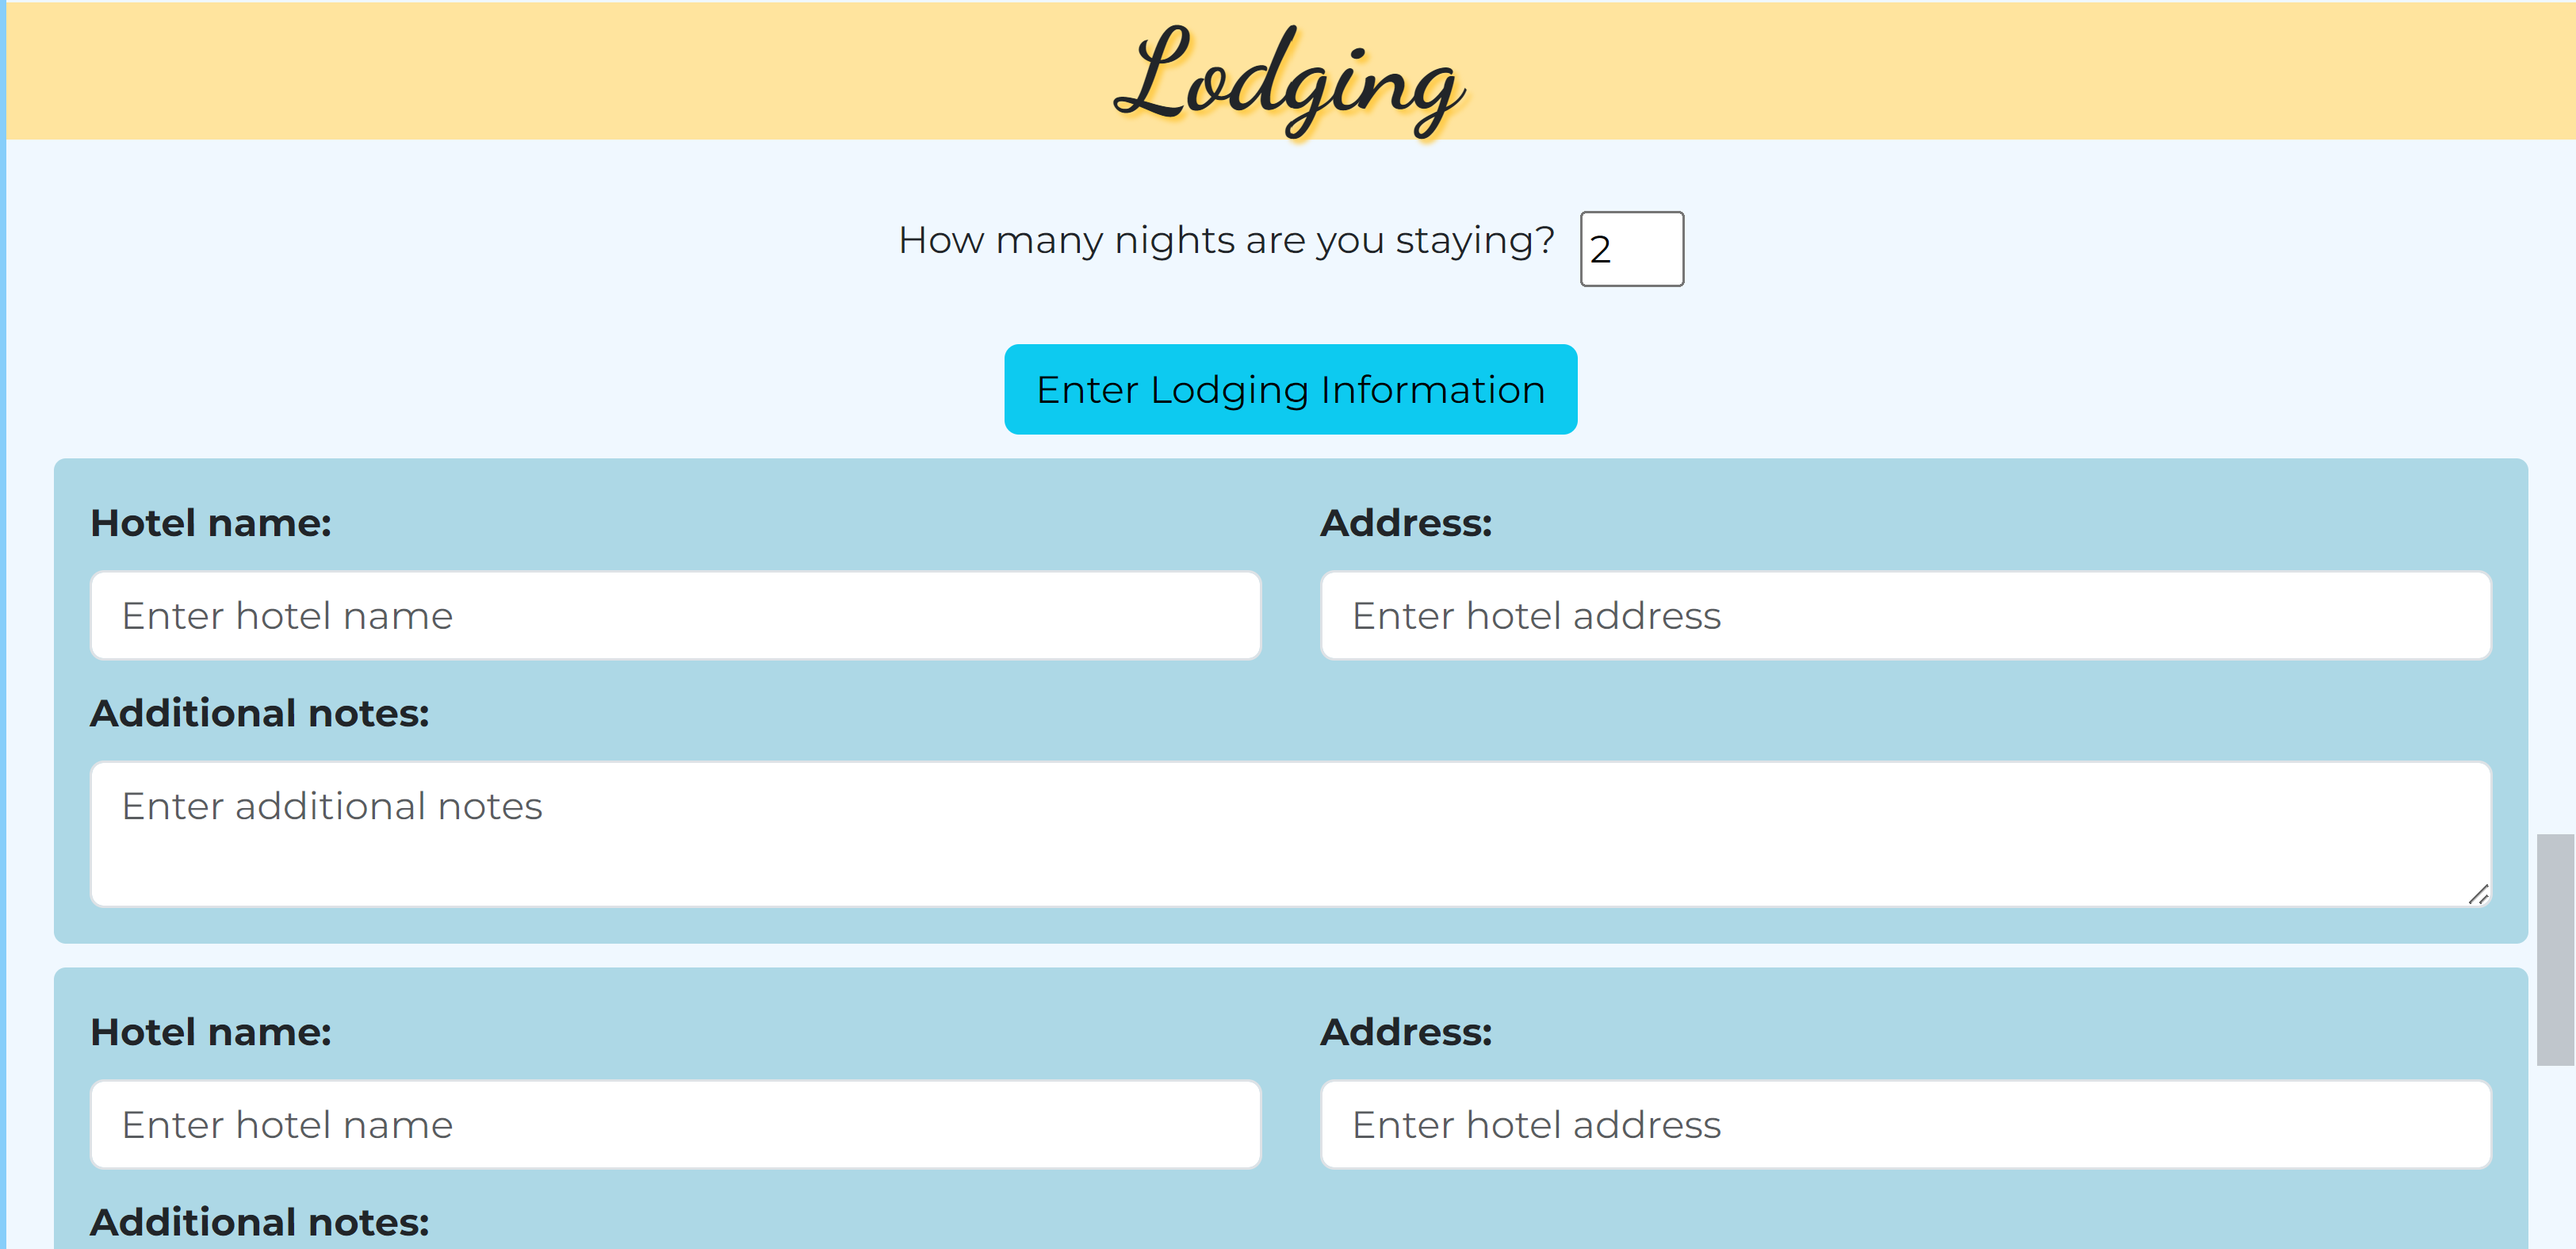 Lodging
How many nights are you staying? 2
Enter Lodging Information
Hotel name: Address:
Enter hotel name Enter hotel address
Additional notes:
Enter additional notes
Hotel name: Address:
Enter hotel name Enter hotel address
Additional notes: